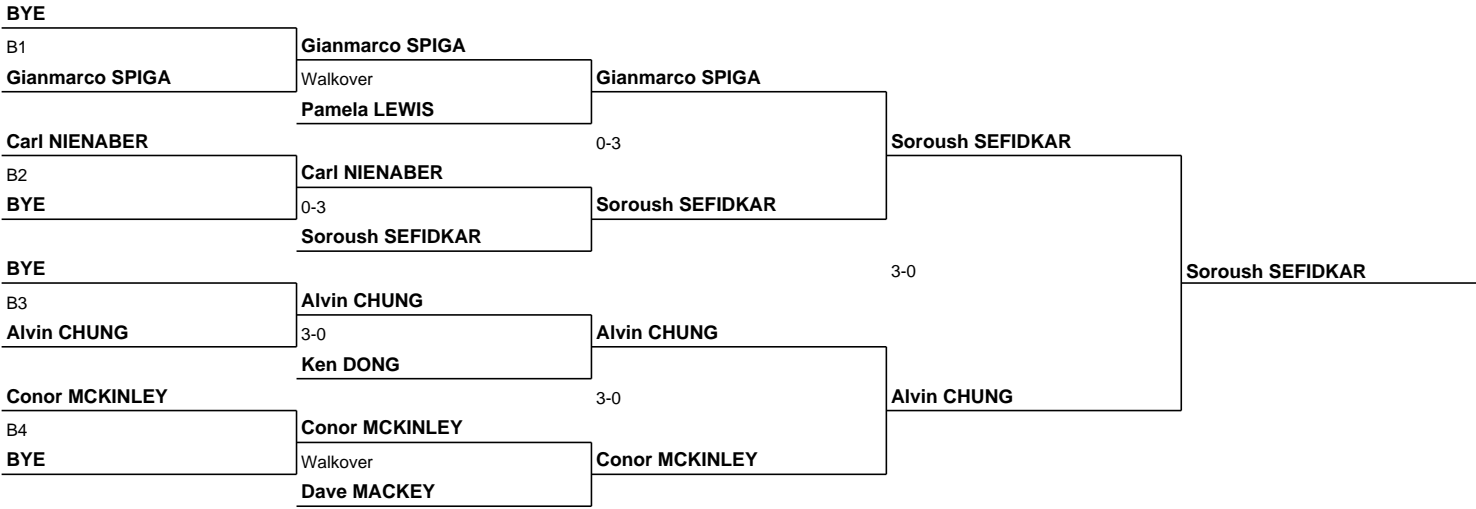 BYE
B1
Gianmarco SPIGA
Gianmarco SPIGA
Walkover
Gianmarco SPIGA
Pamela LEWIS
Carl NIENABER
0-3
Soroush SEFIDKAR
B2
Carl NIENABER
BYE
0-3
Soroush SEFIDKAR
Soroush SEFIDKAR
BYE
3-0
Soroush SEFIDKAR
B3
Alvin CHUNG
Alvin CHUNG
3-0
Alvin CHUNG
Ken DONG
Conor MCKINLEY
3-0
Alvin CHUNG
B4
Conor MCKINLEY
BYE
Walkover
Conor MCKINLEY
Dave MACKEY